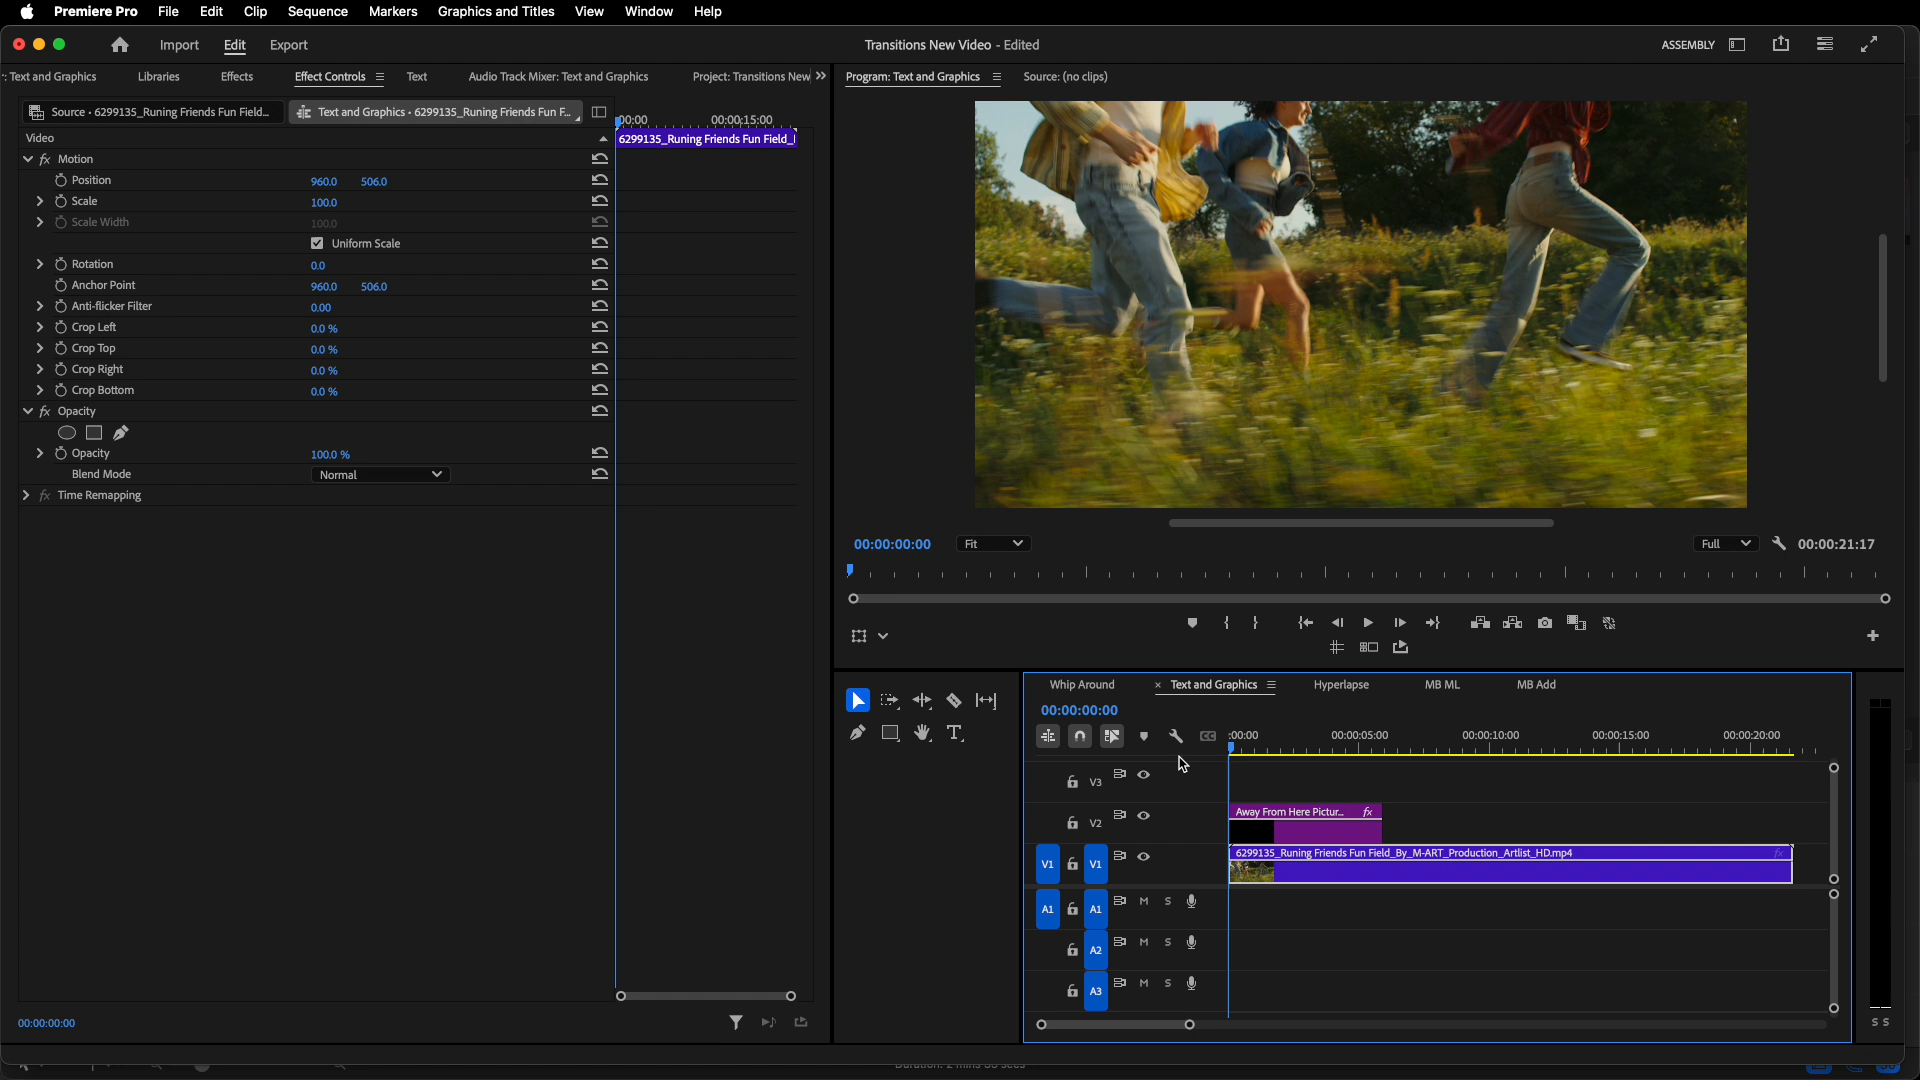 Premiere Pro File Edit Clip Sequence Markers Graphics and Titles View Window Help
Import Edit Export
Transitions New Video - Edited
ASSEMBLY
: Text and Graphics Libraries Effects Effect Controls Text Audio Track Mixer: Text and Graphics Project: Transitions New
Source • 6299135_Runing Friends Fun Field... Text and Graphics • 6299135_Runing Friends Fun F...
:00:00 00:00:15:00
Video
6299135_Runing Friends Fun Field_
Motion
Position 960.0 506.0
Scale 100.0
Scale Width 100.0
Uniform Scale
Rotation 0.0
Anchor Point 960.0 506.0
Anti-flicker Filter 0.00
Crop Left 0.0 %
Crop Top 0.0 %
Crop Right 0.0 %
Crop Bottom 0.0 %
fx Opacity
Opacity 100.0 %
Blend Mode Normal
fx Time Remapping
00:00:00:00
Program: Text and Graphics Source: (no clips)
00:00:00:00 Fit Full 00:00:21:17
Whip Around × Text and Graphics Hyperlapse MB ML MB Add
00:00:00:00
:00:00 00:00:05:00 00:00:10:00 00:00:15:00 00:00:20:00
V3
Away From Here Pictur... fx
V2
6299135_Runing Friends Fun Field_By_M-ART_Production_Artlist_HD.mp4 fx
V1 V1
A1 A1 M S
A2 M S
A3 M S
S S